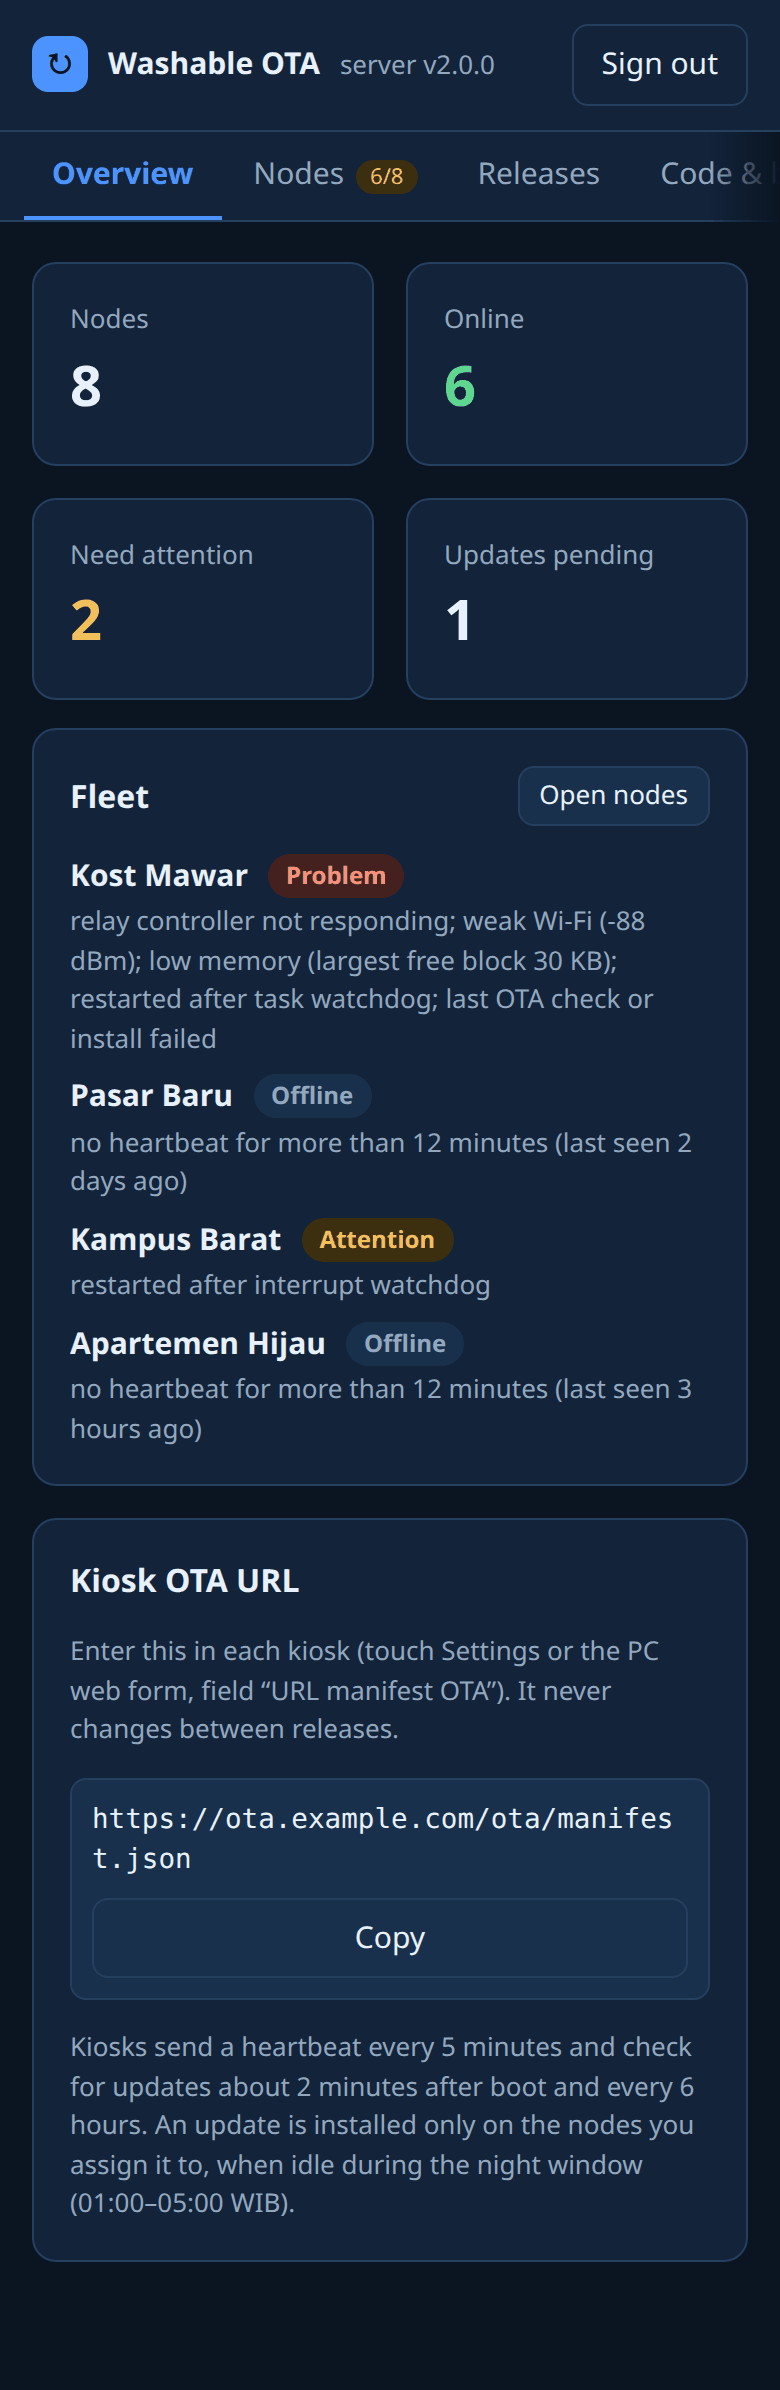 ↻ Washable OTA server v2.0.0 Sign out
Overview Nodes 6/8 Releases Code &
Nodes
8
Online
6
Need attention
2
Updates pending
1
Fleet Open nodes
Kost Mawar Problem
relay controller not responding; weak Wi-Fi (-88
dBm); low memory (largest free block 30 KB);
restarted after task watchdog; last OTA check or
install failed
Pasar Baru Offline
no heartbeat for more than 12 minutes (last seen 2
days ago)
Kampus Barat Attention
restarted after interrupt watchdog
Apartemen Hijau Offline
no heartbeat for more than 12 minutes (last seen 3
hours ago)
Kiosk OTA URL
Enter this in each kiosk (touch Settings or the PC
web form, field “URL manifest OTA”). It never
changes between releases.
https://ota.example.com/ota/manifes
t.json
Copy
Kiosks send a heartbeat every 5 minutes and check
for updates about 2 minutes after boot and every 6
hours. An update is installed only on the nodes you
assign it to, when idle during the night window
(01:00–05:00 WIB).